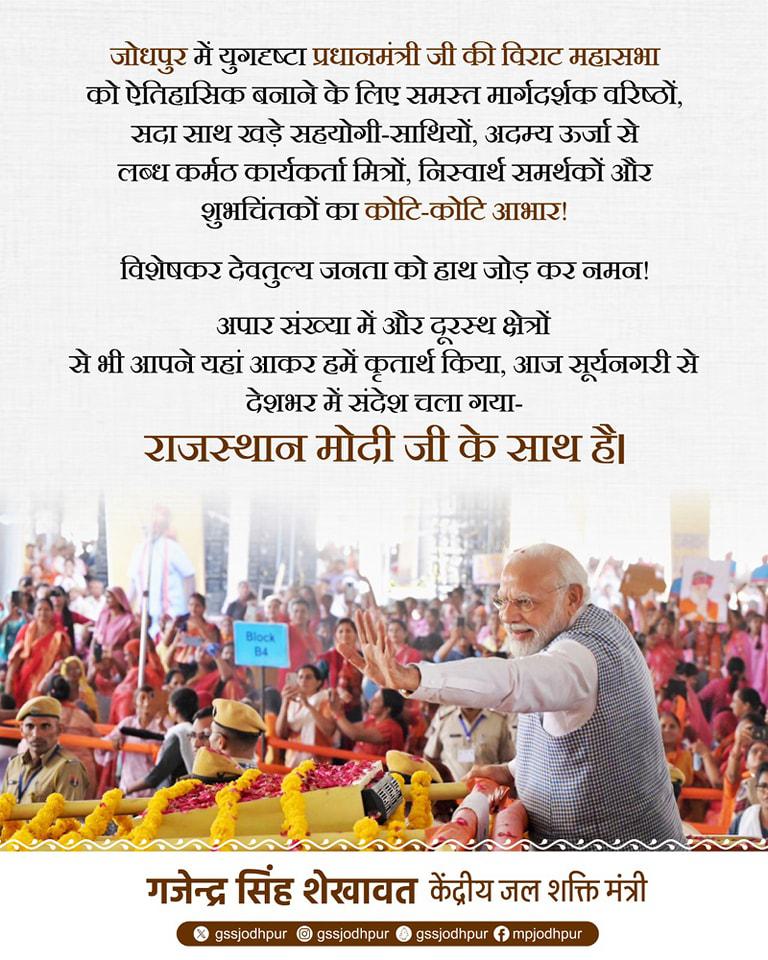 जोधपुर में युगदृष्टा प्रधानमंत्री जी की विराट महासभा
को ऐतिहासिक बनाने के लिए समस्त मार्गदर्शक वरिष्ठों,
सदा साथ खड़े सहयोगी-साथियों, अदम्य ऊर्जा से
लब्ध कर्मठ कार्यकर्ता मित्रों, निस्वार्थ समर्थकों और
शुभचिंतकों का कोटि-कोटि आभार!
विशेषकर देवतुल्य जनता को हाथ जोड़ कर नमन!
अपार संख्या में और दूरस्थ क्षेत्रों
से भी आपने यहां आकर हमें कृतार्थ किया, आज सूर्यनगरी से
देशभर में संदेश चला गया-
राजस्थान मोदी जी के साथ है।
Block
B4
गजेन्द्र सिंह शेखावत केंद्रीय जल शक्ति मंत्री
gssjodhpur gssjodhpur gssjodhpur mpjodhpur